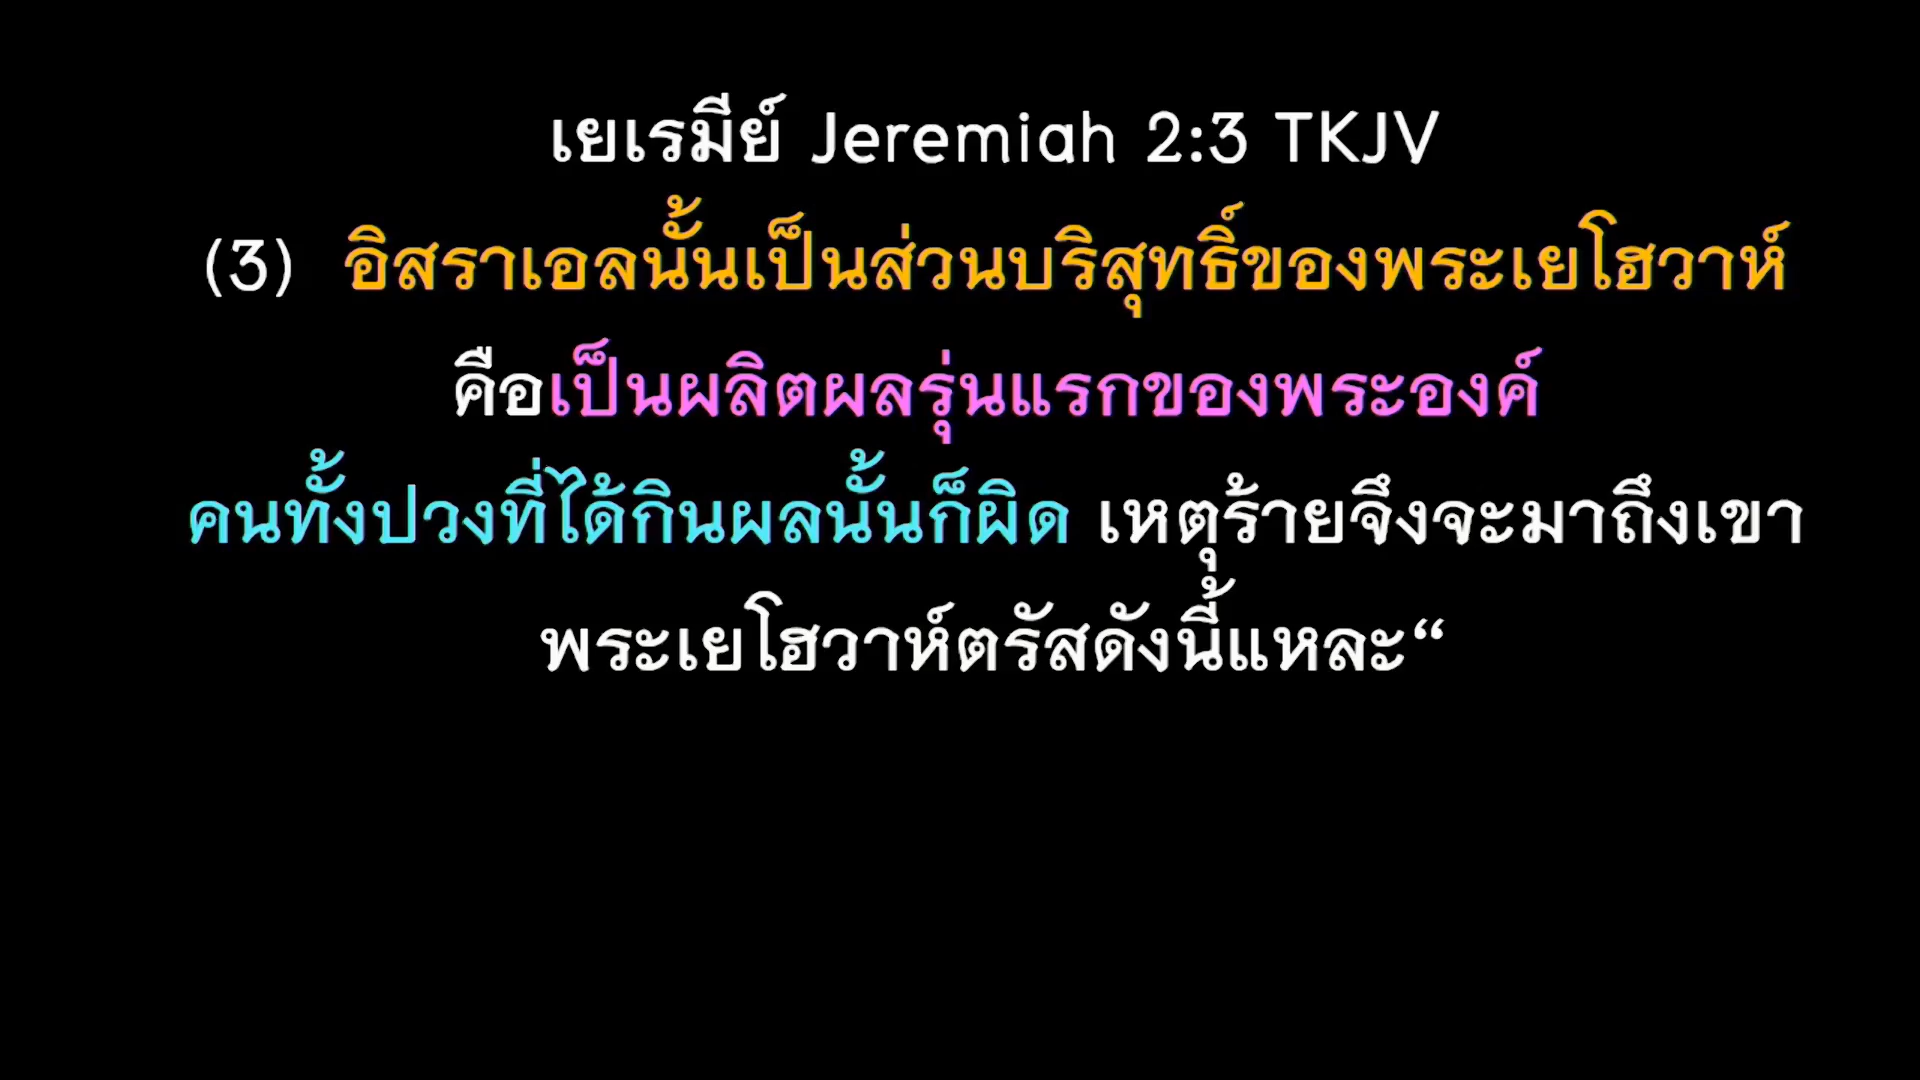 เยเรมีย์ Jeremiah 2:3 TKJV
(3) อิสราเอลนั้นเป็นส่วนบริสุทธิ์ของพระเยโฮวาห์
คือเป็นผลิตผลรุ่นแรกของพระองค์
คนทั้งปวงที่ได้กินผลนั้นก็ผิด เหตุร้ายจึงจะมาถึงเขา
พระเยโฮวาห์ตรัสดังนี้แหละ“